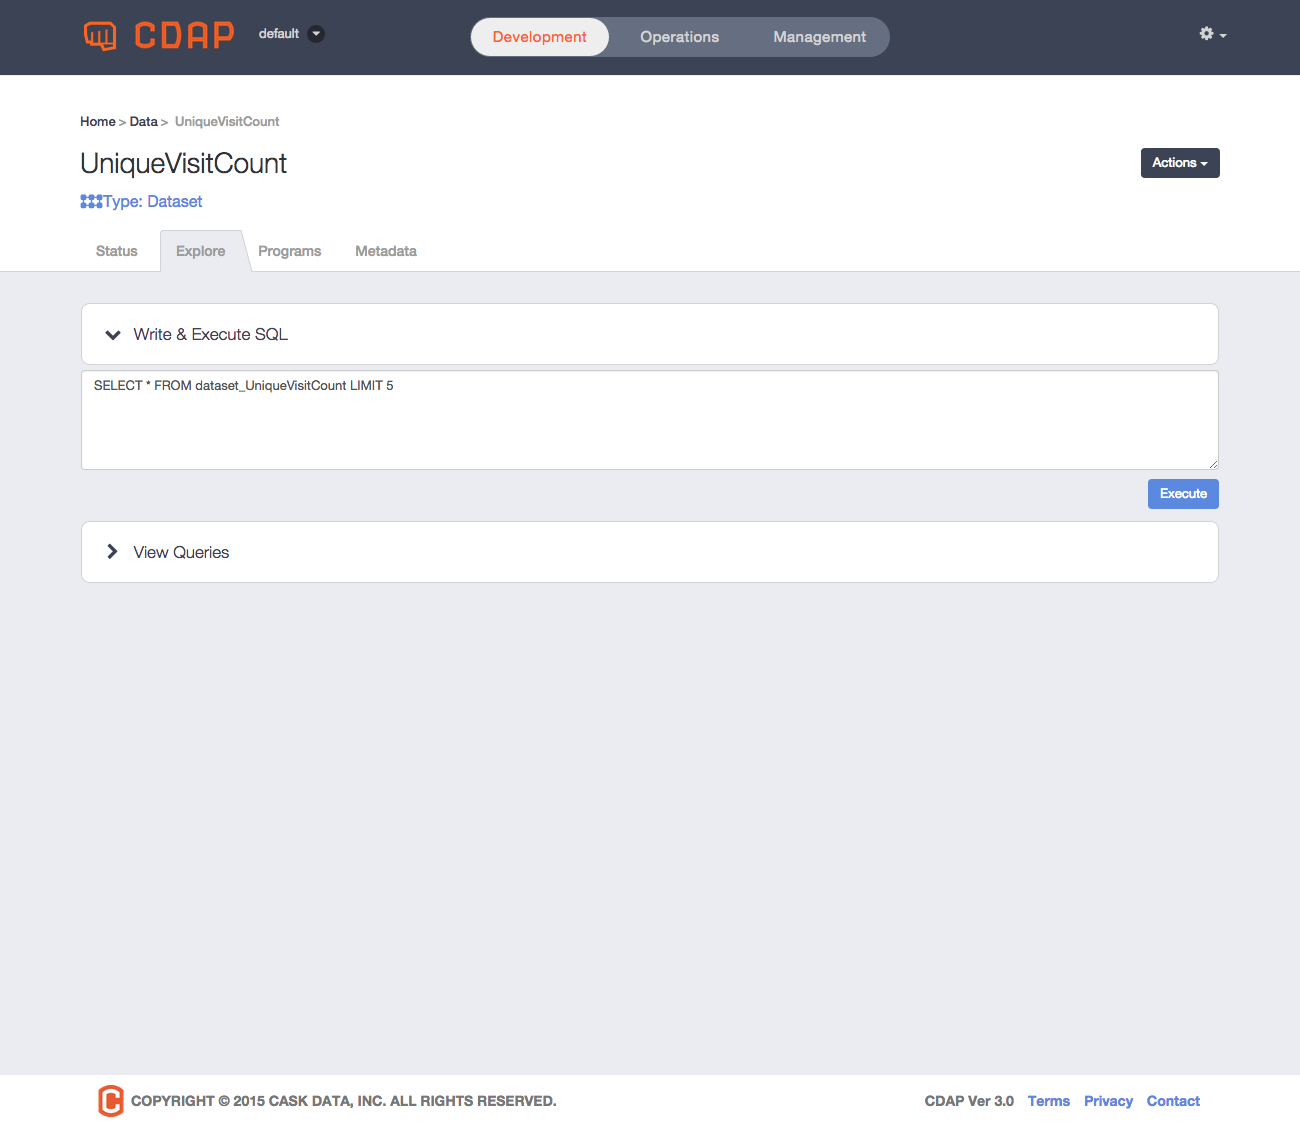 CDAP default Development Operations Management
Home > Data > UniqueVisitCount
UniqueVisitCount
Actions
Type: Dataset
Status Explore Programs Metadata
Write & Execute SQL
SELECT * FROM dataset_UniqueVisitCount LIMIT 5
Execute
View Queries
COPYRIGHT © 2015 CASK DATA, INC. ALL RIGHTS RESERVED. CDAP Ver 3.0 Terms Privacy Contact